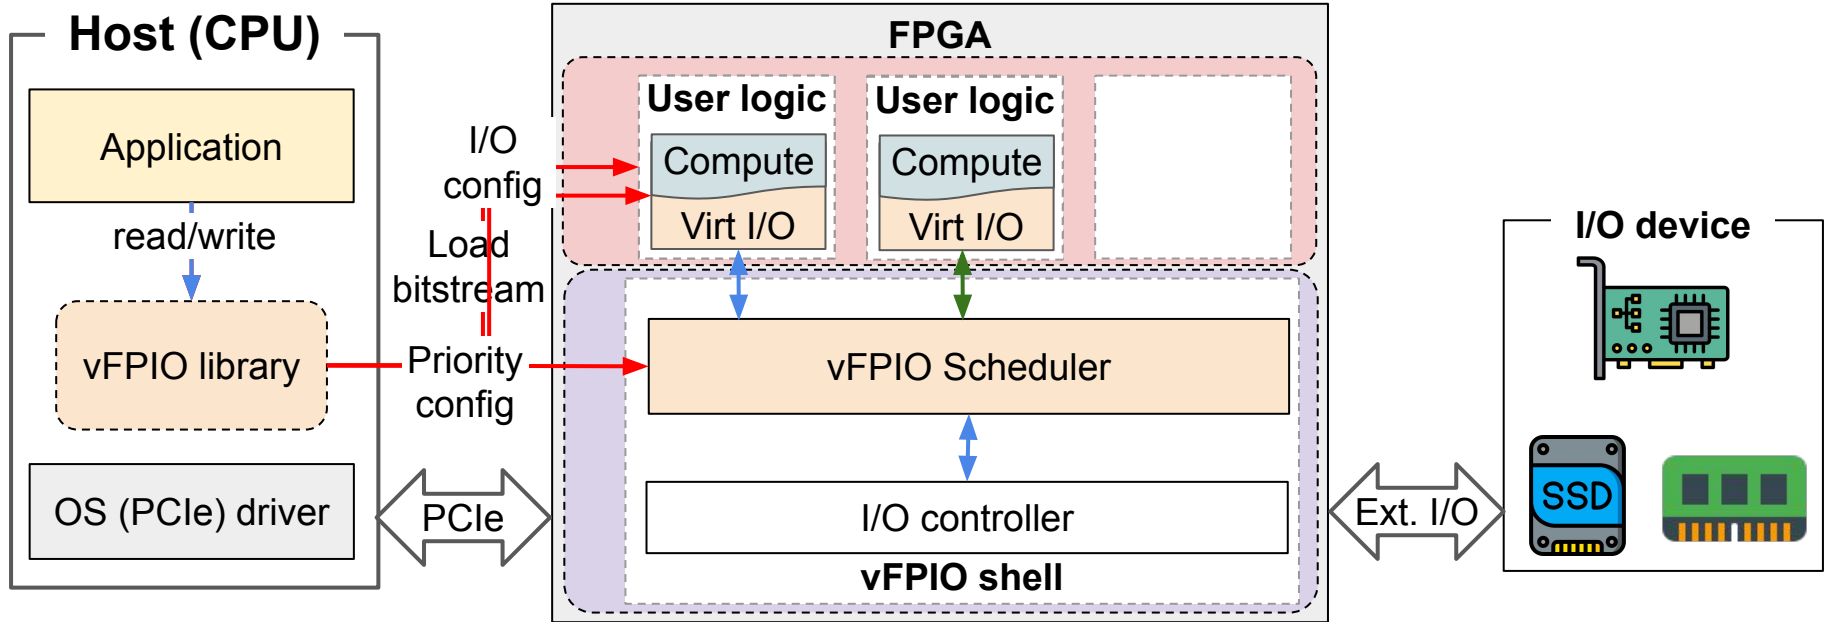 Host (CPU)
Application
read/write
vFPIO library
OS (PCIe) driver
I/O
config
Load
bitstream
Priority
config
PCIe
FPGA
User logic
Compute
Virt I/O
User logic
Compute
Virt I/O
vFPIO Scheduler
I/O controller
vFPIO shell
Ext. I/O
I/O device
SSD